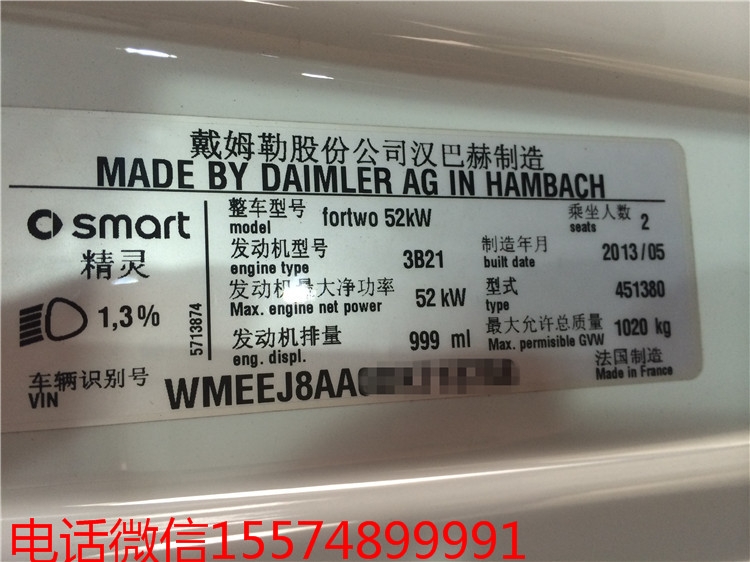 戴姆勒股份公司汉巴赫制造
MADE BY DAIMLER AG IN HAMBACH
smart
精灵
1,3%
5713874
整车型号 fortwo 52kW
model
乘坐人数 2
seats
发动机型号 3B21
engine type
制造年月 2013/05
built date
发动机最大净功率 52 kW
Max. engine net power
型式 451380
type
发动机排量 999 ml
eng. displ.
最大允许总质量 1020 kg
Max. permisible GVW
车辆识别号
VIN WMEEJ8AA
法国制造
Made in France
电话微信15574899991